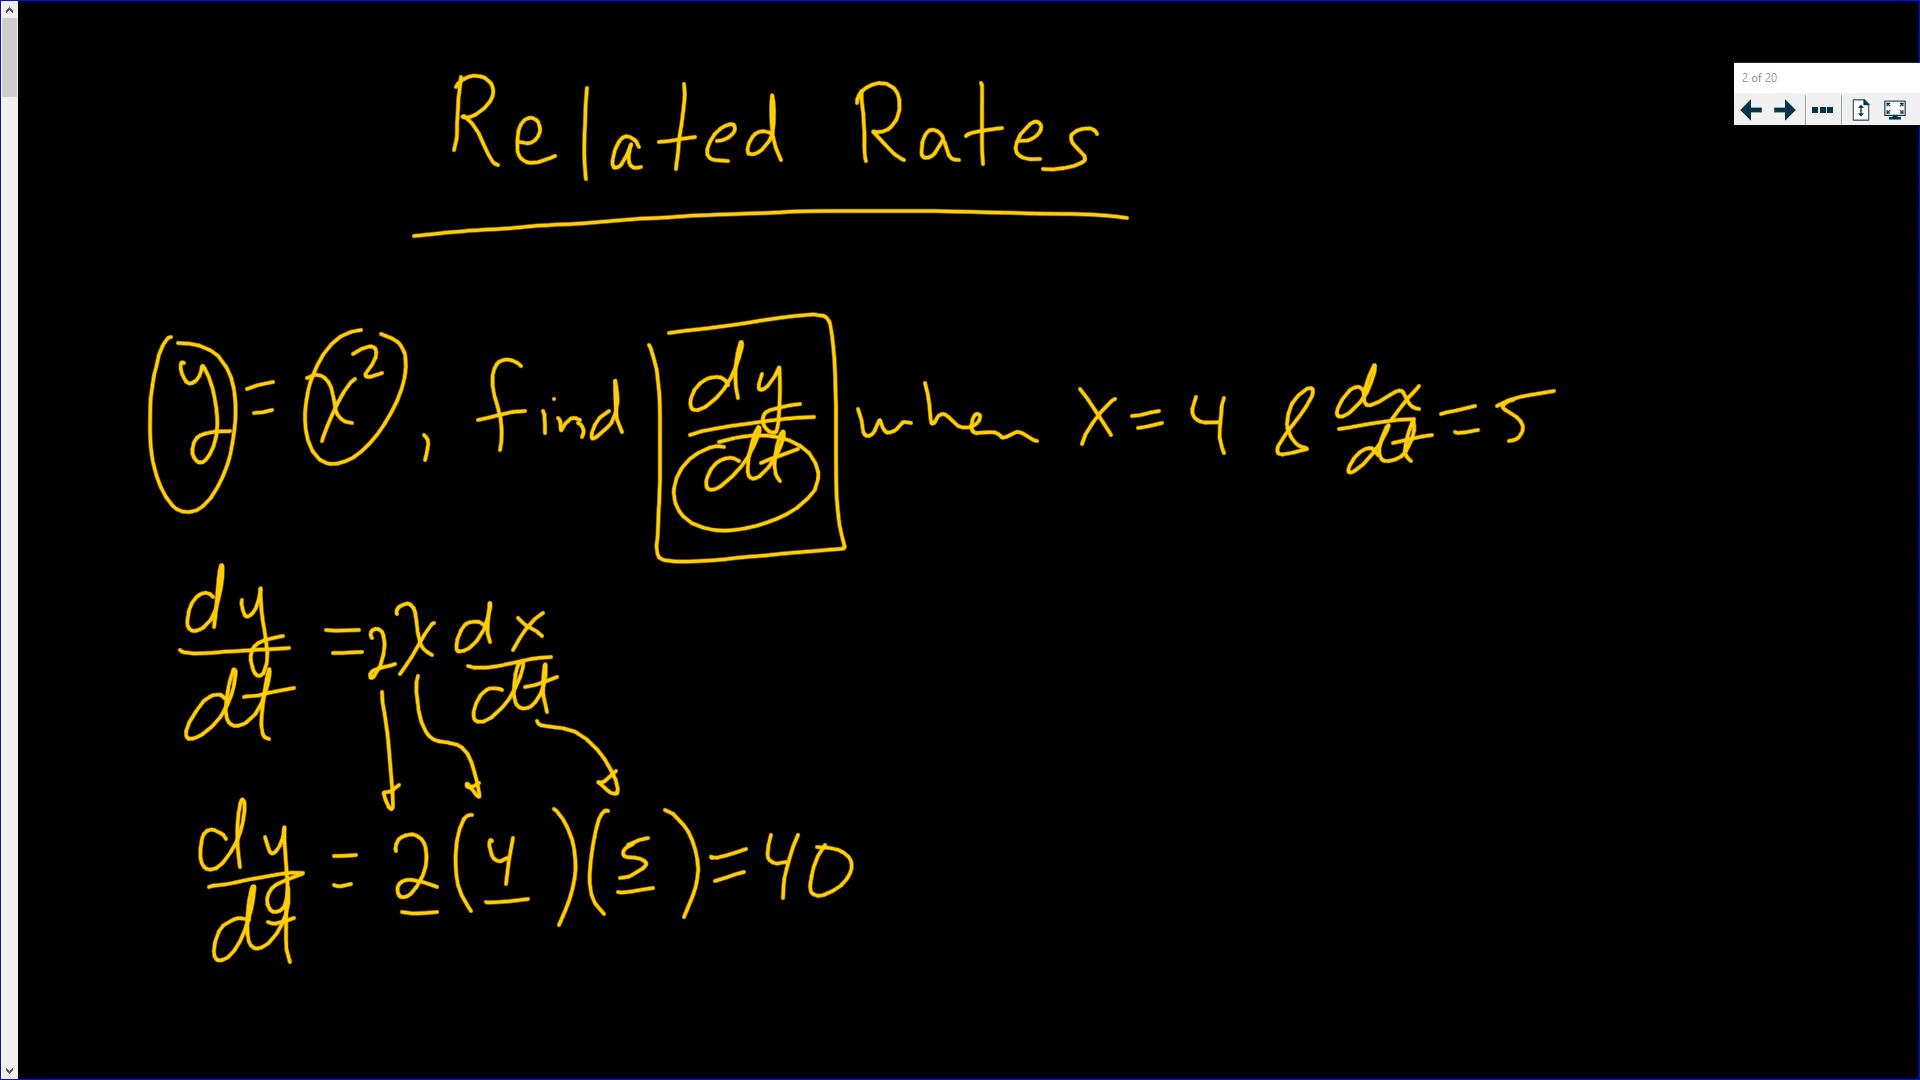 2 of 20
Related Rates
y = x², find dy/dt when x = 4 & dx/dt = 5
dy/dt = 2x dx/dt
dy/dt = 2(4)(5) = 40